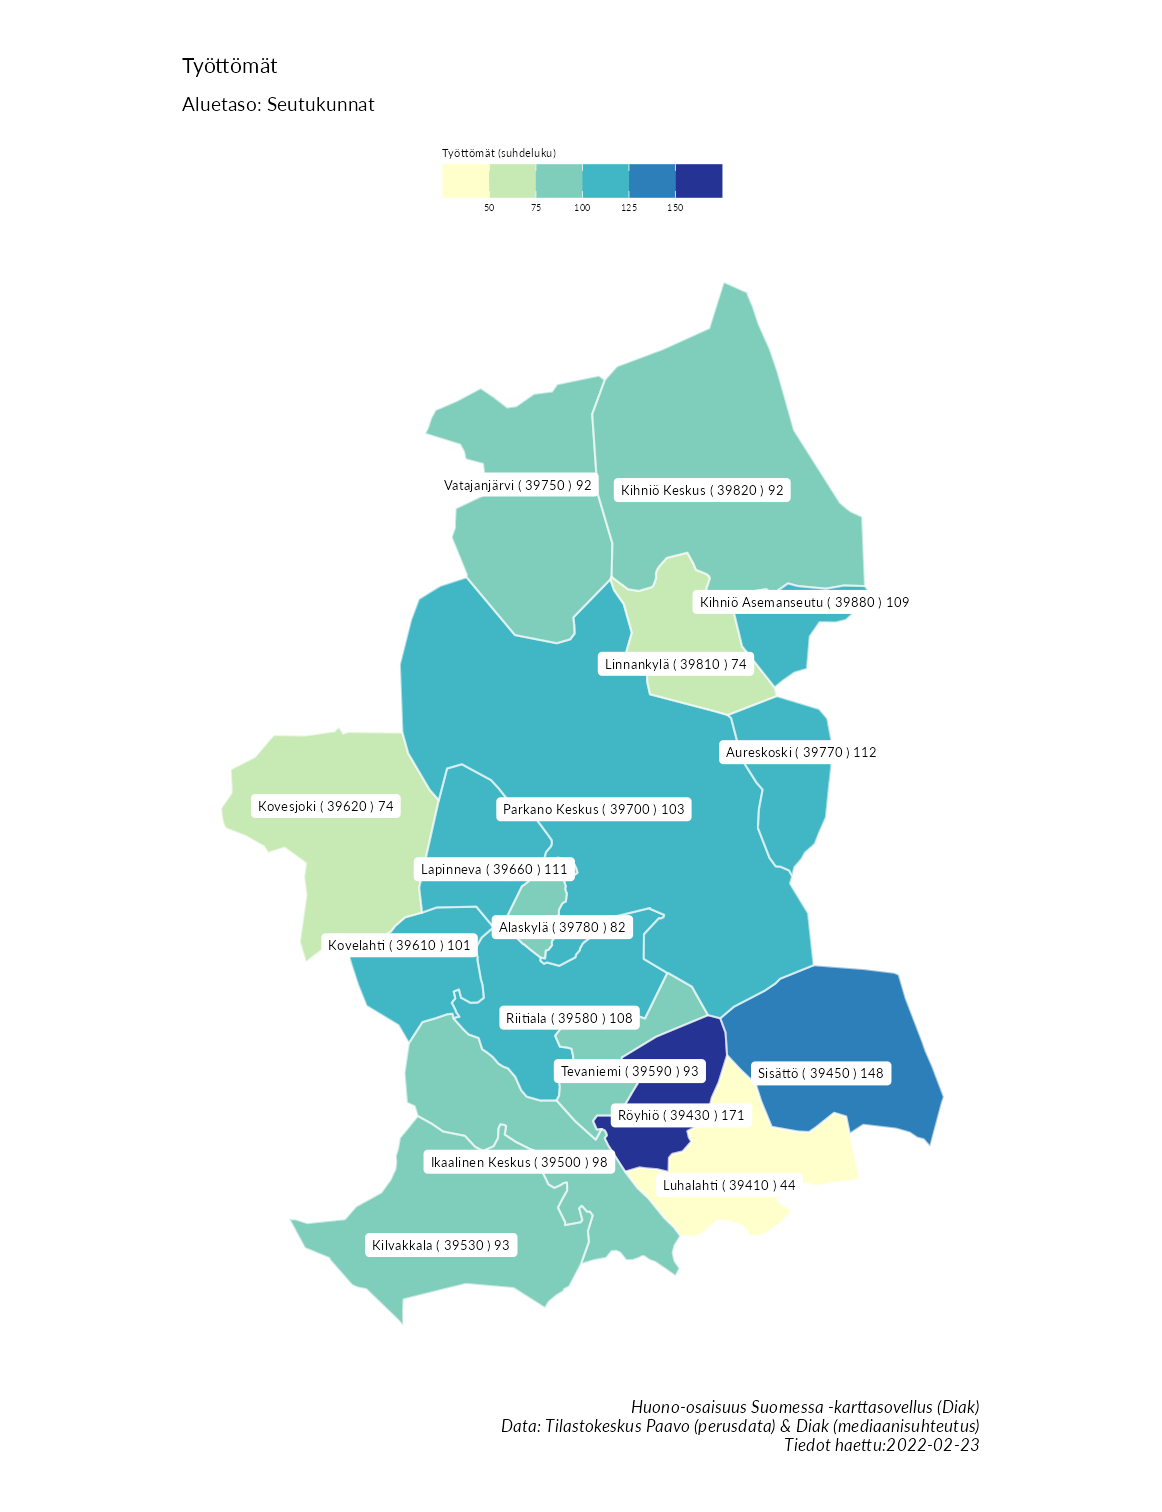 Työttömät
Aluetaso: Seutukunnat
Työttömät (suhdeluku)
50 75 100 125 150
Vatajanjärvi ( 39750 ) 92
Kihniö Keskus ( 39820 ) 92
Kihniö Asemanseutu ( 39880 ) 109
Linnankylä ( 39810 ) 74
Aureskoski ( 39770 ) 112
Kovesjoki ( 39620 ) 74
Parkano Keskus ( 39700 ) 103
Lapinneva ( 39660 ) 111
Alaskylä ( 39780 ) 82
Kovelahti ( 39610 ) 101
Riitiala ( 39580 ) 108
Tevaniemi ( 39590 ) 93
Sisättö ( 39450 ) 148
Röyhiö ( 39430 ) 171
Ikaalinen Keskus ( 39500 ) 98
Luhalahti ( 39410 ) 44
Kilvakkala ( 39530 ) 93
Huono-osaisuus Suomessa -karttasovellus (Diak)
Data: Tilastokeskus Paavo (perusdata) & Diak (mediaanisuhteutus)
Tiedot haettu:2022-02-23